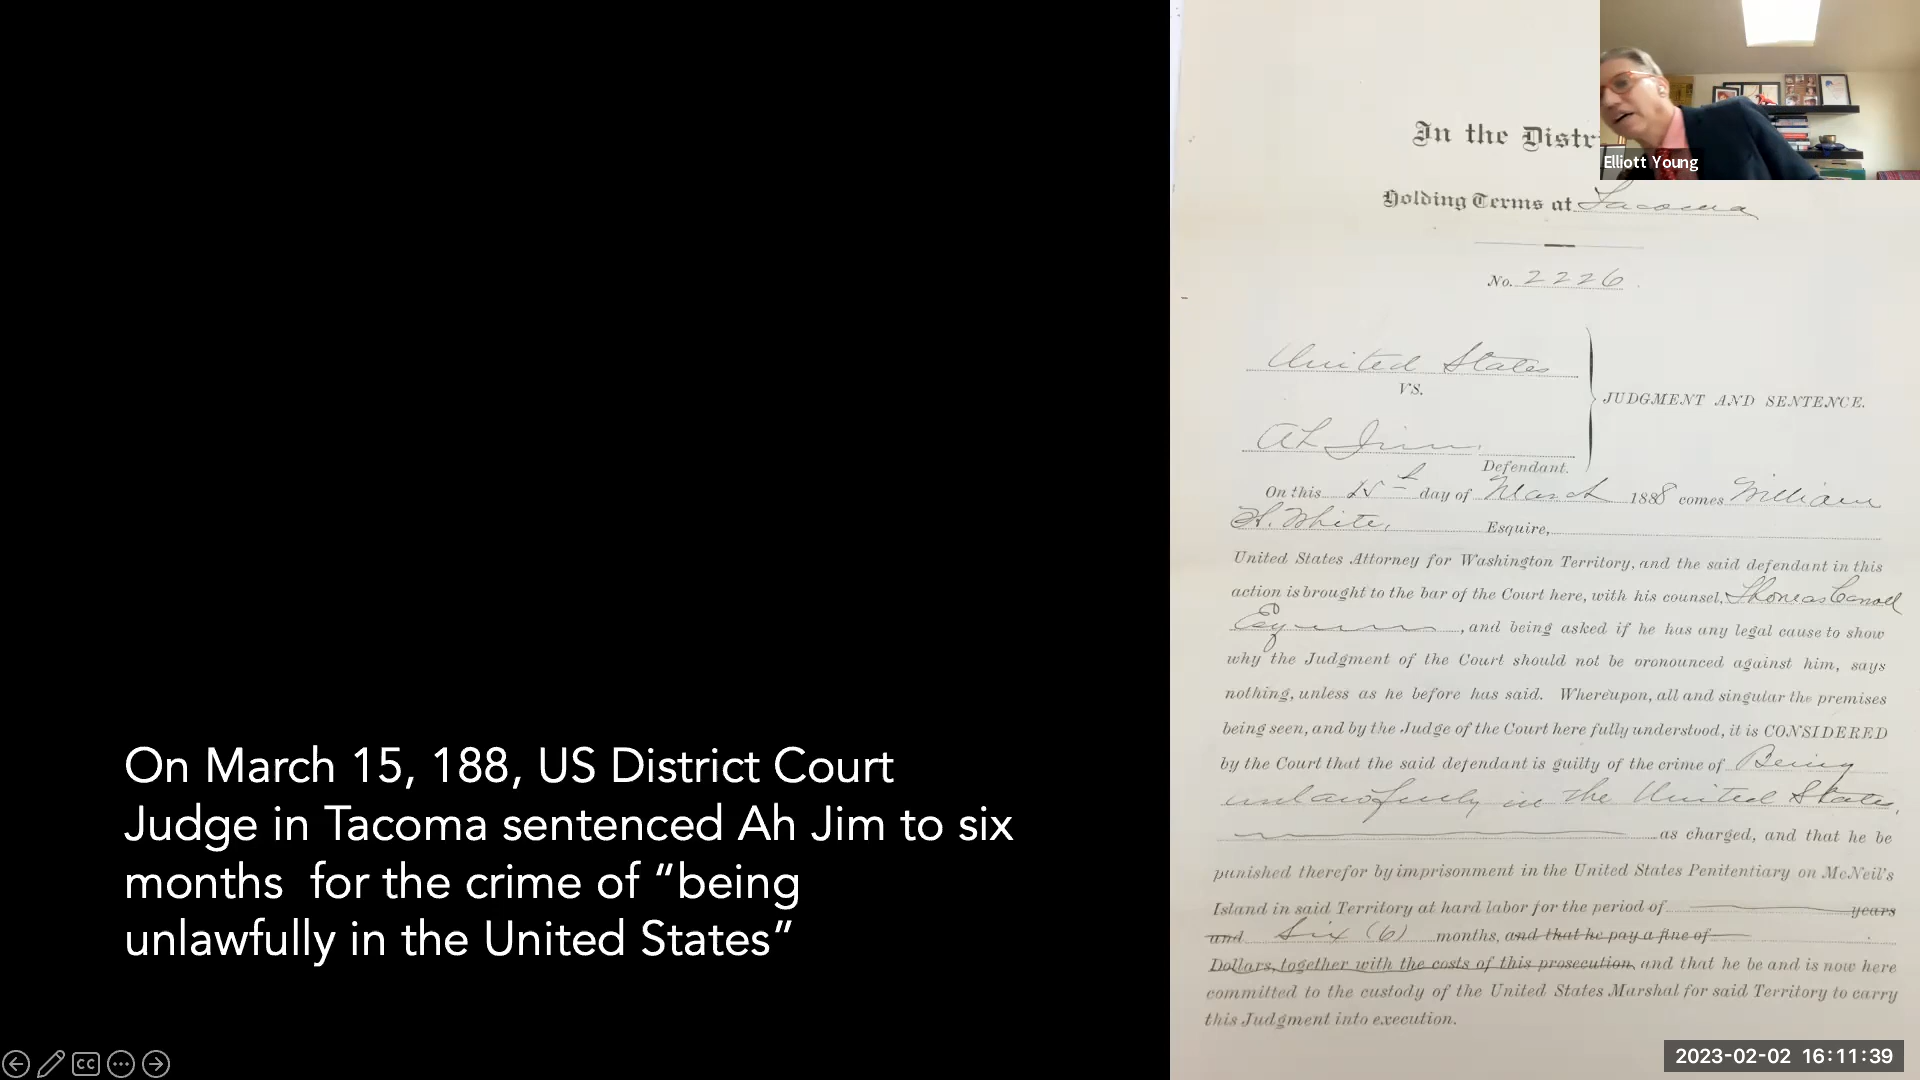 On March 15, 188, US District Court
Judge in Tacoma sentenced Ah Jim to six
months  for the crime of “being
unlawfully in the United States”
In the Distr
Holding Terms at Tacoma
No. 2226
United States
VS.
Ah Jim
Defendant.
JUDGMENT AND SENTENCE.
On this 15th day of March 1888 comes William
H. White, Esquire,
United States Attorney for Washington Territory, and the said defendant in this
action is brought to the bar of the Court here, with his counsel, Thomas Carroll
Esq, and being asked if he has any legal cause to show
why the Judgment of the Court should not be pronounced against him, says
nothing, unless as he before has said. Whereupon, all and singular the premises
being seen, and by the Judge of the Court here fully understood, it is CONSIDERED
by the Court that the said defendant is guilty of the crime of Being
unlawfully in the United States,
as charged, and that he be
punished therefor by imprisonment in the United States Penitentiary on McNeil's
Island in said Territory at hard labor for the period of years
and Six (6) months, and that he pay a fine of
Dollars, together with the costs of this prosecution, and that he be and is now here
committed to the custody of the United States Marshal for said Territory to carry
this Judgment into execution.
Elliott Young
CC
2023-02-02 16:11:39